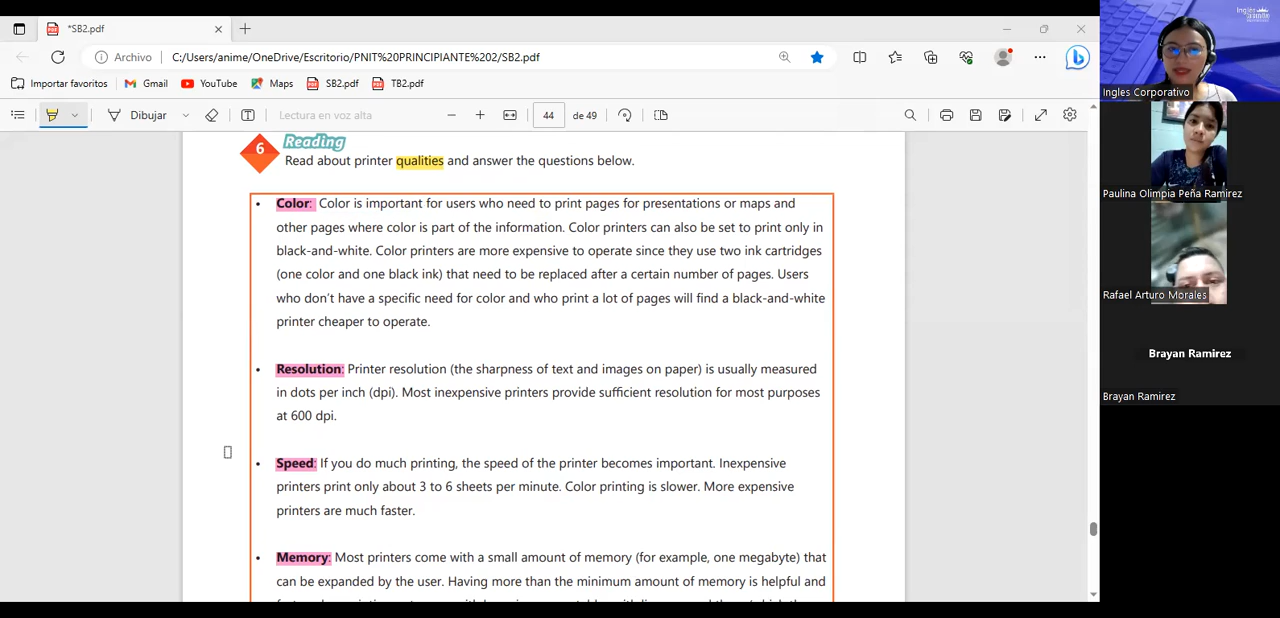 *SB2.pdf
Archivo
C:/Users/anime/OneDrive/Escritorio/PNIT%20PRINCIPIANTE%202/SB2.pdf
Importar favoritos
Gmail
YouTube
Maps
SB2.pdf
TB2.pdf
Dibujar
Lectura en voz alta
44
de 49
6
Reading
Read about printer qualities and answer the questions below.
• Color: Color is important for users who need to print pages for presentations or maps and
other pages where color is part of the information. Color printers can also be set to print only in
black-and-white. Color printers are more expensive to operate since they use two ink cartridges
(one color and one black ink) that need to be replaced after a certain number of pages. Users
who don't have a specific need for color and who print a lot of pages will find a black-and-white
printer cheaper to operate.
• Resolution: Printer resolution (the sharpness of text and images on paper) is usually measured
in dots per inch (dpi). Most inexpensive printers provide sufficient resolution for most purposes
at 600 dpi.
• Speed: If you do much printing, the speed of the printer becomes important. Inexpensive
printers print only about 3 to 6 sheets per minute. Color printing is slower. More expensive
printers are much faster.
• Memory: Most printers come with a small amount of memory (for example, one megabyte) that
can be expanded by the user. Having more than the minimum amount of memory is helpful and
Ingles Corporativo
Paulina Olimpia Peña Ramirez
Rafael Arturo Morales
Brayan Ramirez
Brayan Ramirez